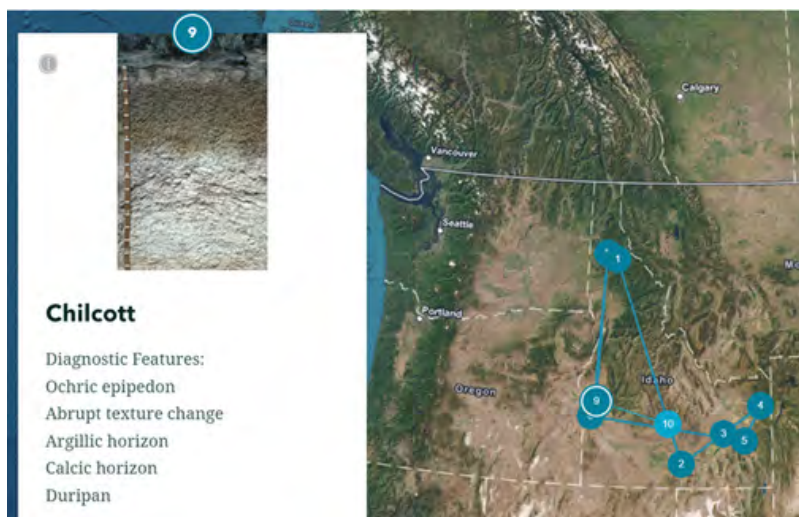 9
Chilcott
Diagnostic Features:
Ochric epipedon
Abrupt texture change
Argillic horizon
Calcic horizon
Duripan
Calgary
Vancouver
Seattle
1
Portland
Oregon
Idaho
9
10
4
3
5
2